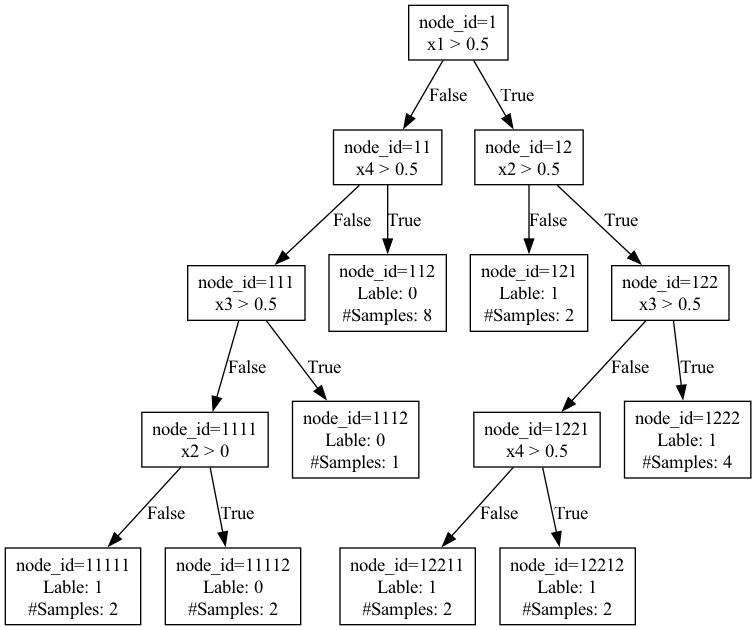 node_id=1
x1 > 0.5
False
True
node_id=11
x4 > 0.5
node_id=12
x2 > 0.5
False
True
False
True
node_id=111
x3 > 0.5
node_id=112
Lable: 0
#Samples: 8
node_id=121
Lable: 1
#Samples: 2
node_id=122
x3 > 0.5
False
True
False
True
node_id=1111
x2 > 0
node_id=1112
Lable: 0
#Samples: 1
node_id=1221
x4 > 0.5
node_id=1222
Lable: 1
#Samples: 4
False
True
False
True
node_id=11111
Lable: 1
#Samples: 2
node_id=11112
Lable: 0
#Samples: 2
node_id=12211
Lable: 1
#Samples: 2
node_id=12212
Lable: 1
#Samples: 2